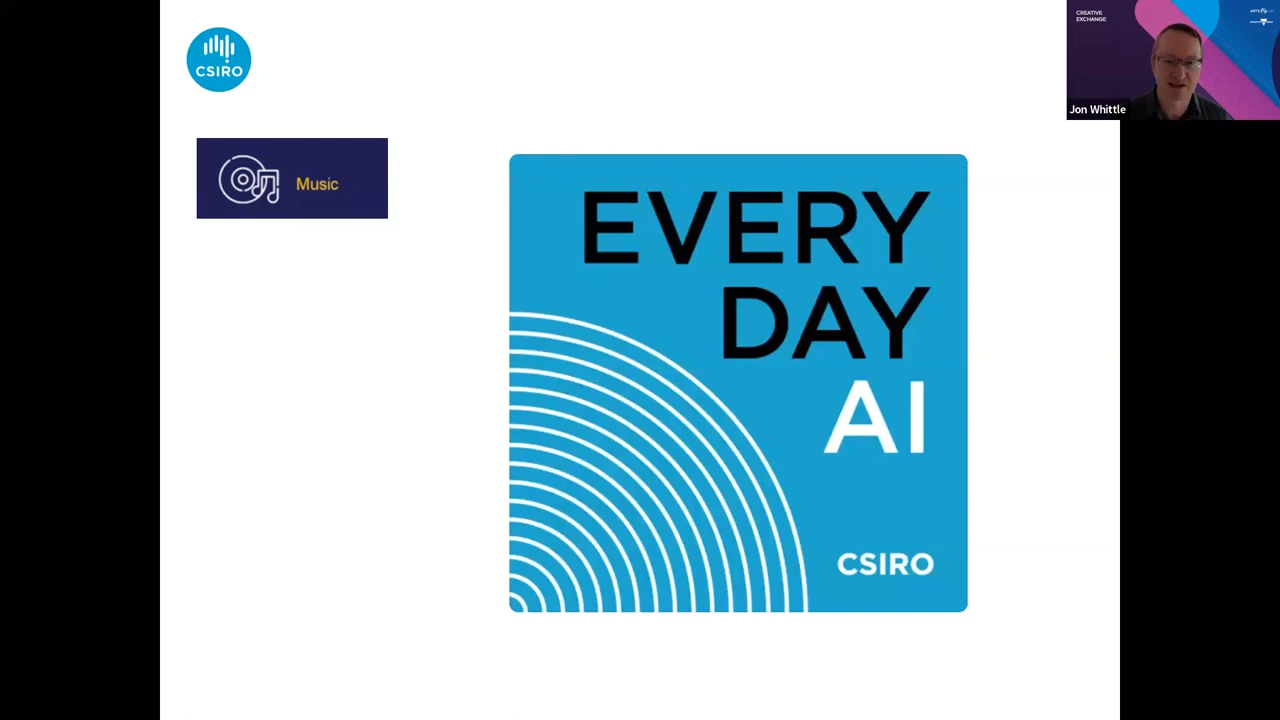 CSIRO
Music
EVERY
DAY
AI
CSIRO
CREATIVE
EXCHANGE
Jon Whittle